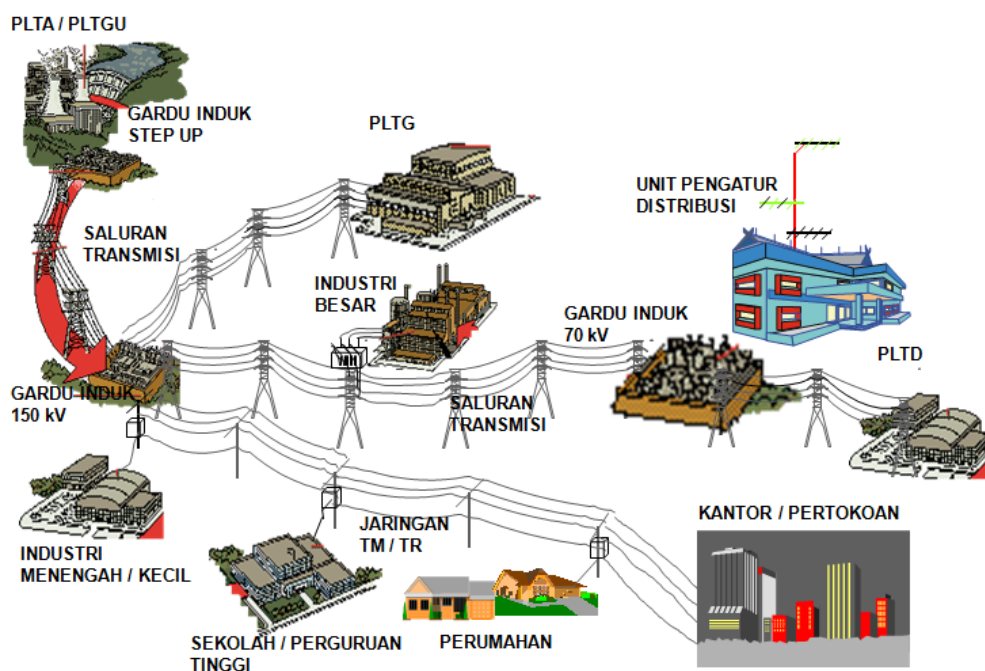 PLTA / PLTGU
GARDU INDUK
STEP UP
PLTG
UNIT PENGATUR
DISTRIBUSI
SALURAN
TRANSMISI
INDUSTRI
BESAR
GARDU INDUK
70 kV
PLTD
GARDU INDUK
150 kV
SALURAN
TRANSMISI
KANTOR / PERTOKOAN
INDUSTRI
MENENGAH / KECIL
JARINGAN
TM / TR
SEKOLAH / PERGURUAN
TINGGI
PERUMAHAN